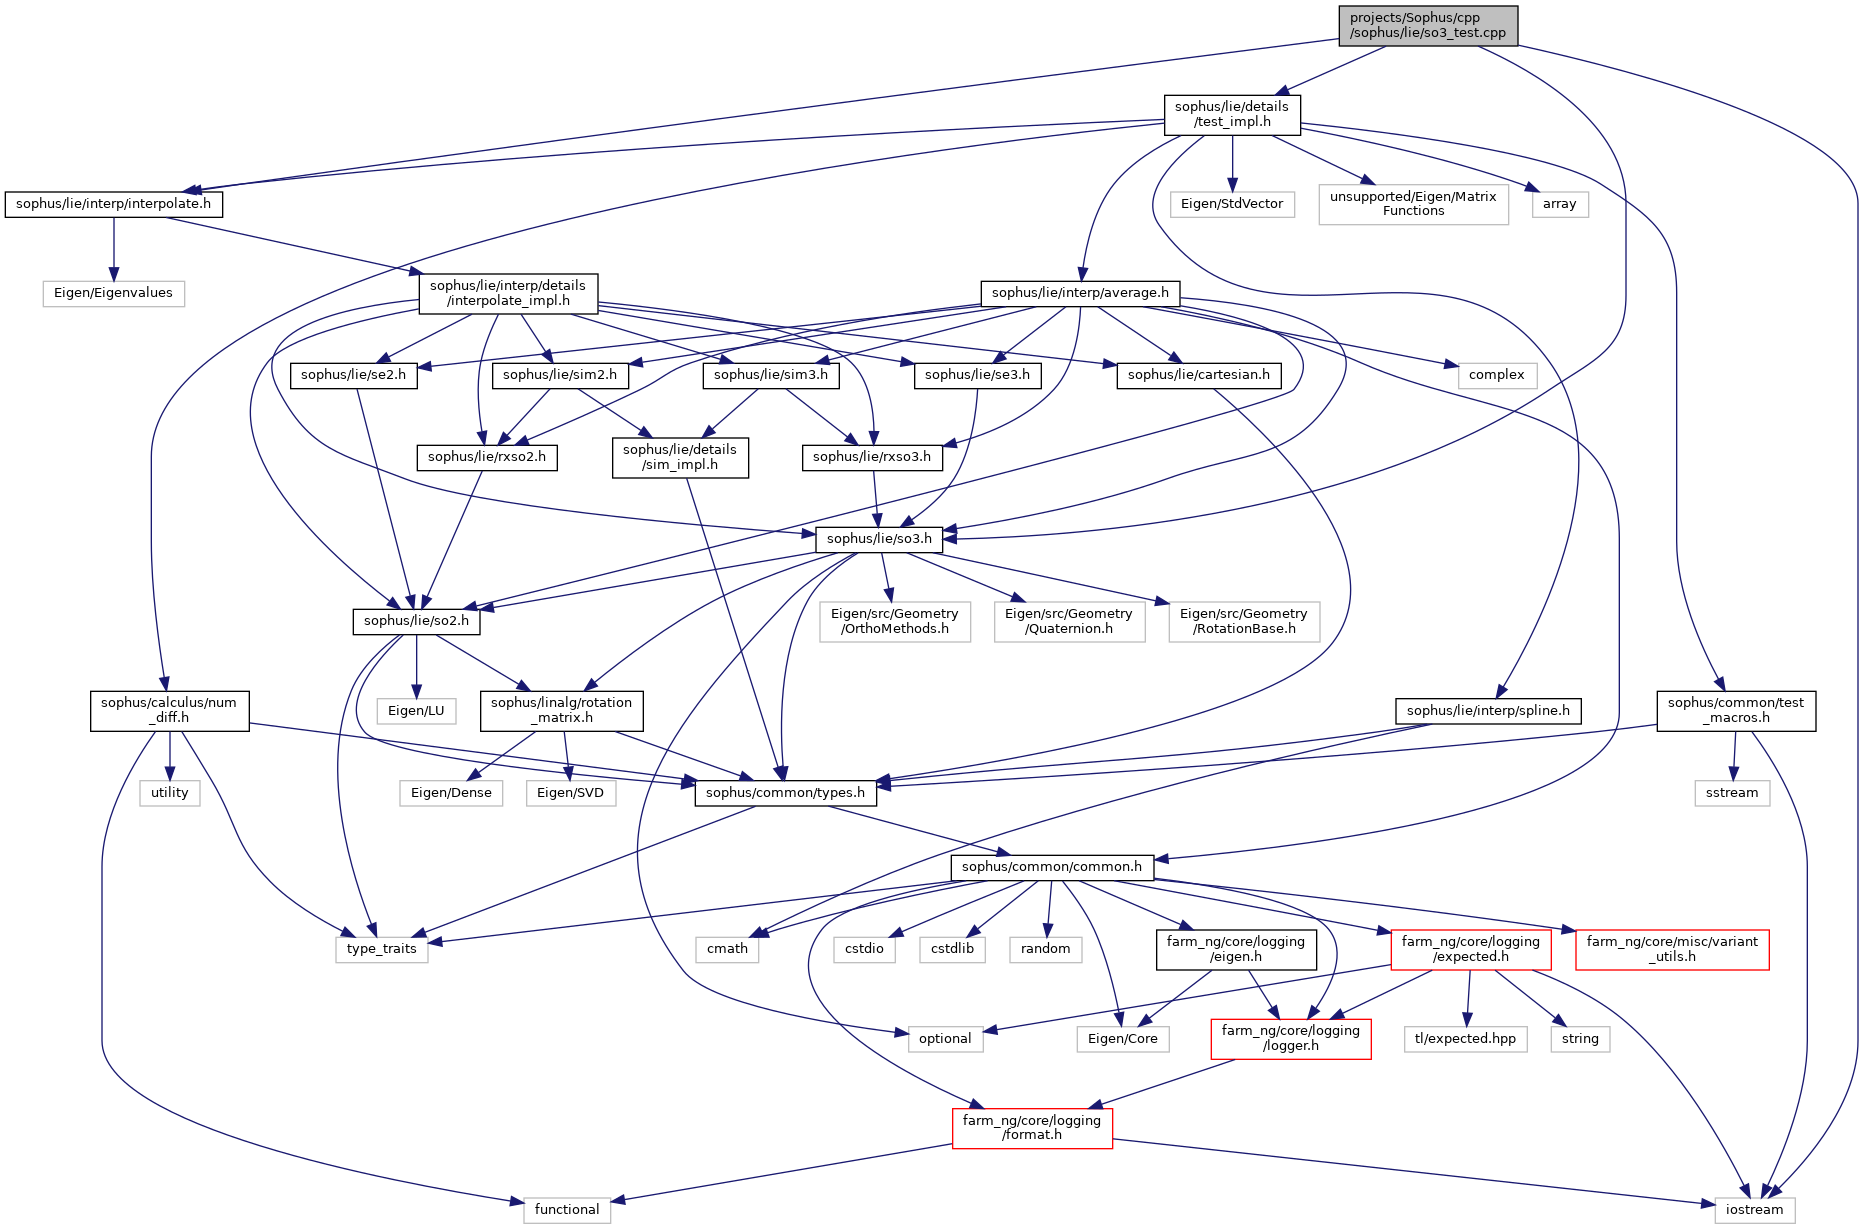 projects/Sophus/cpp
/sophus/lie/so3_test.cpp
sophus/lie/details
/test_impl.h
sophus/lie/interp/interpolate.h
Eigen/StdVector
unsupported/Eigen/Matrix
Functions
array
Eigen/Eigenvalues
sophus/lie/interp/details
/interpolate_impl.h
sophus/lie/interp/average.h
sophus/lie/se2.h
sophus/lie/sim2.h
sophus/lie/sim3.h
sophus/lie/se3.h
sophus/lie/cartesian.h
complex
sophus/lie/rxso2.h
sophus/lie/details
/sim_impl.h
sophus/lie/rxso3.h
sophus/lie/so3.h
sophus/lie/so2.h
Eigen/src/Geometry
/OrthoMethods.h
Eigen/src/Geometry
/Quaternion.h
Eigen/src/Geometry
/RotationBase.h
sophus/calculus/num
_diff.h
Eigen/LU
sophus/linalg/rotation
_matrix.h
sophus/lie/interp/spline.h
sophus/common/test
_macros.h
utility
Eigen/Dense
Eigen/SVD
sophus/common/types.h
sstream
sophus/common/common.h
type_traits
cmath
cstdio
cstdlib
random
farm_ng/core/logging
/eigen.h
farm_ng/core/logging
/expected.h
farm_ng/core/misc/variant
_utils.h
optional
Eigen/Core
farm_ng/core/logging
/logger.h
tl/expected.hpp
string
farm_ng/core/logging
/format.h
functional
iostream